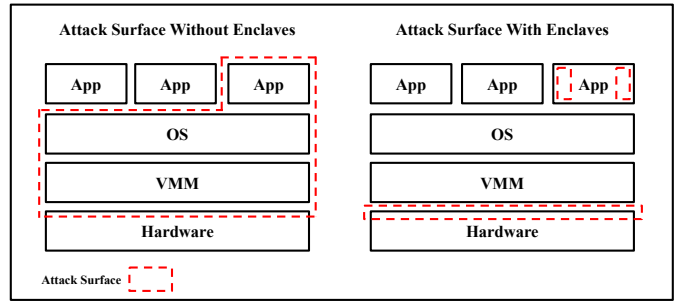 Attack Surface Without Enclaves
App App App
OS
VMM
Hardware
Attack Surface With Enclaves
App App App
OS
VMM
Hardware
Attack Surface